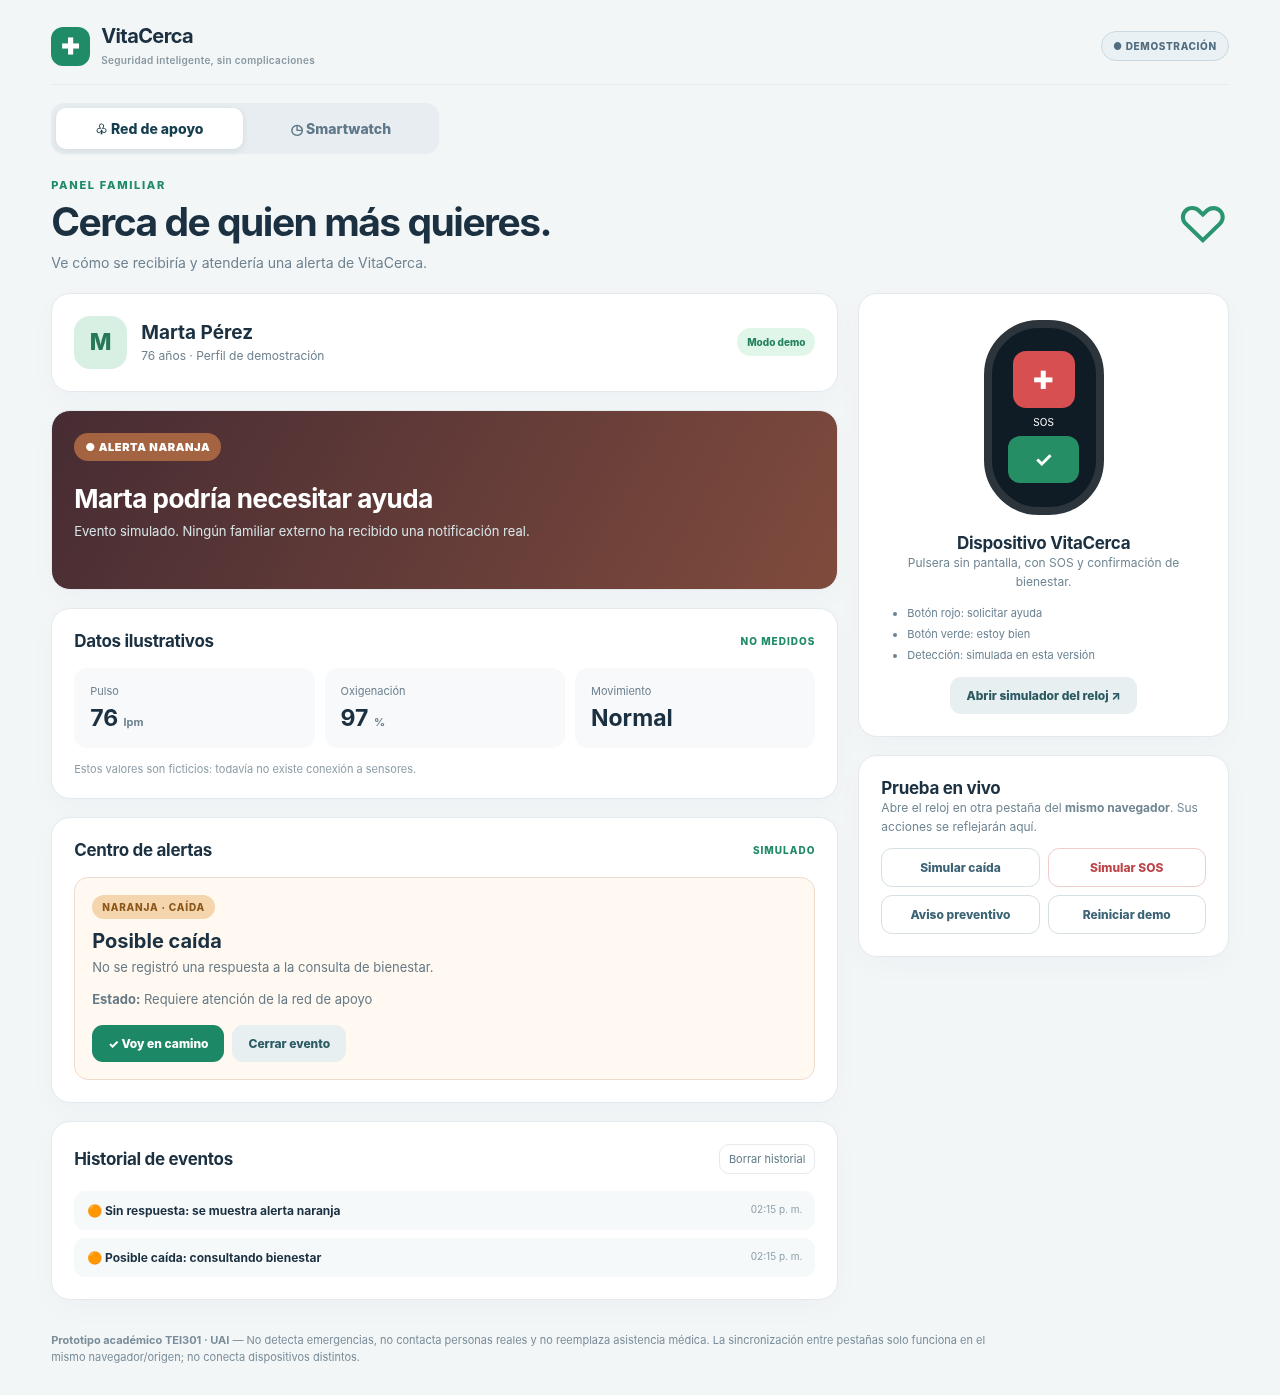 VitaCerca
Seguridad inteligente, sin complicaciones
DEMOSTRACIÓN
Red de apoyo
Smartwatch
PANEL FAMILIAR
Cerca de quien más quieres.
Ve cómo se recibiría y atendería una alerta de VitaCerca.
M
Marta Pérez
76 años · Perfil de demostración
Modo demo
ALERTA NARANJA
Marta podría necesitar ayuda
Evento simulado. Ningún familiar externo ha recibido una notificación real.
Datos ilustrativos
NO MEDIDOS
Pulso
76 lpm
Oxigenación
97 %
Movimiento
Normal
Estos valores son ficticios: todavía no existe conexión a sensores.
Centro de alertas
SIMULADO
NARANJA · CAÍDA
Posible caída
No se registró una respuesta a la consulta de bienestar.
Estado: Requiere atención de la red de apoyo
✓ Voy en camino
Cerrar evento
Historial de eventos
Borrar historial
Sin respuesta: se muestra alerta naranja
02:15 p. m.
Posible caída: consultando bienestar
02:15 p. m.
SOS
Dispositivo VitaCerca
Pulsera sin pantalla, con SOS y confirmación de
bienestar.
• Botón rojo: solicitar ayuda
• Botón verde: estoy bien
• Detección: simulada en esta versión
Abrir simulador del reloj ↗
Prueba en vivo
Abre el reloj en otra pestaña del mismo navegador. Sus
acciones se reflejarán aquí.
Simular caída
Simular SOS
Aviso preventivo
Reiniciar demo
Prototipo académico TEI301 · UAI — No detecta emergencias, no contacta personas reales y no reemplaza asistencia médica. La sincronización entre pestañas solo funciona en el
mismo navegador/origen; no conecta dispositivos distintos.